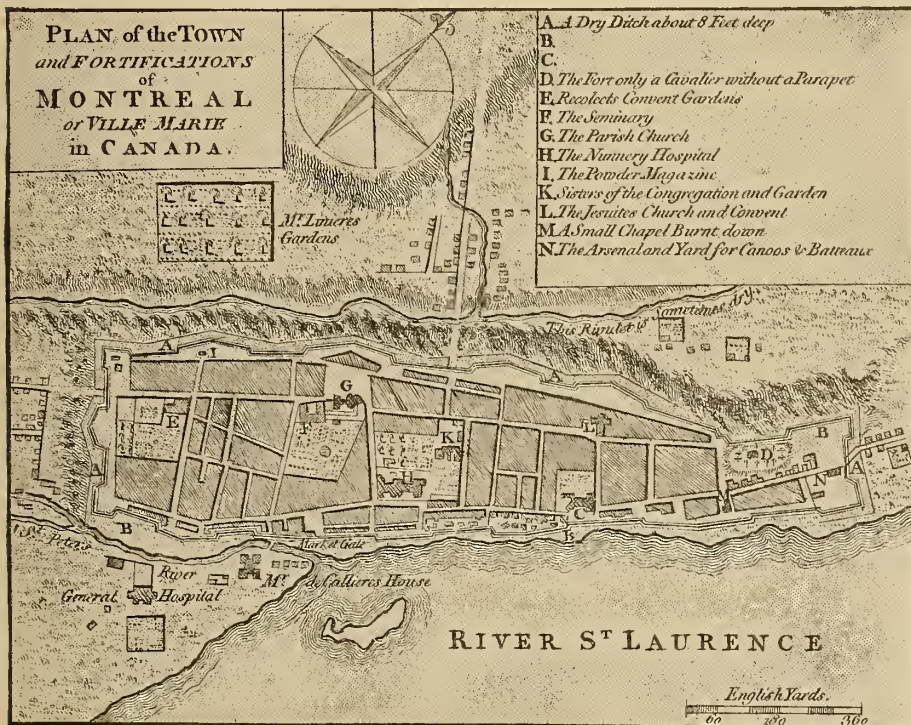 PLAN of the TOWN
and FORTIFICATIONS
of
MONTREAL
or VILLE MARIE
in CANADA.
A. A Dry Ditch about 8 Feet deep
B.
C.
D. The Fort only a Cavalier without a Parapet
E. Recolects Convent Gardens
F. The Seminary
G. The Parish Church
H. The Nunnery Hospital
I. The Powder Magazine
K. Sisters of the Congregation and Garden
L. The Jesuites Church and Convent
M. A Small Chapel Burnt down
N. The Arsenal and Yard for Canoos & Batteaux
Mr. Linieres
Gardens
This Rivulet is Sometimes dry
A
I
A
G
E
F
K
B
D
A
N
A
C
B
St. Peters
River
Market Gate
Mr. de Callieres House
General Hospital
RIVER ST LAURENCE
English Yards.
60 180 360